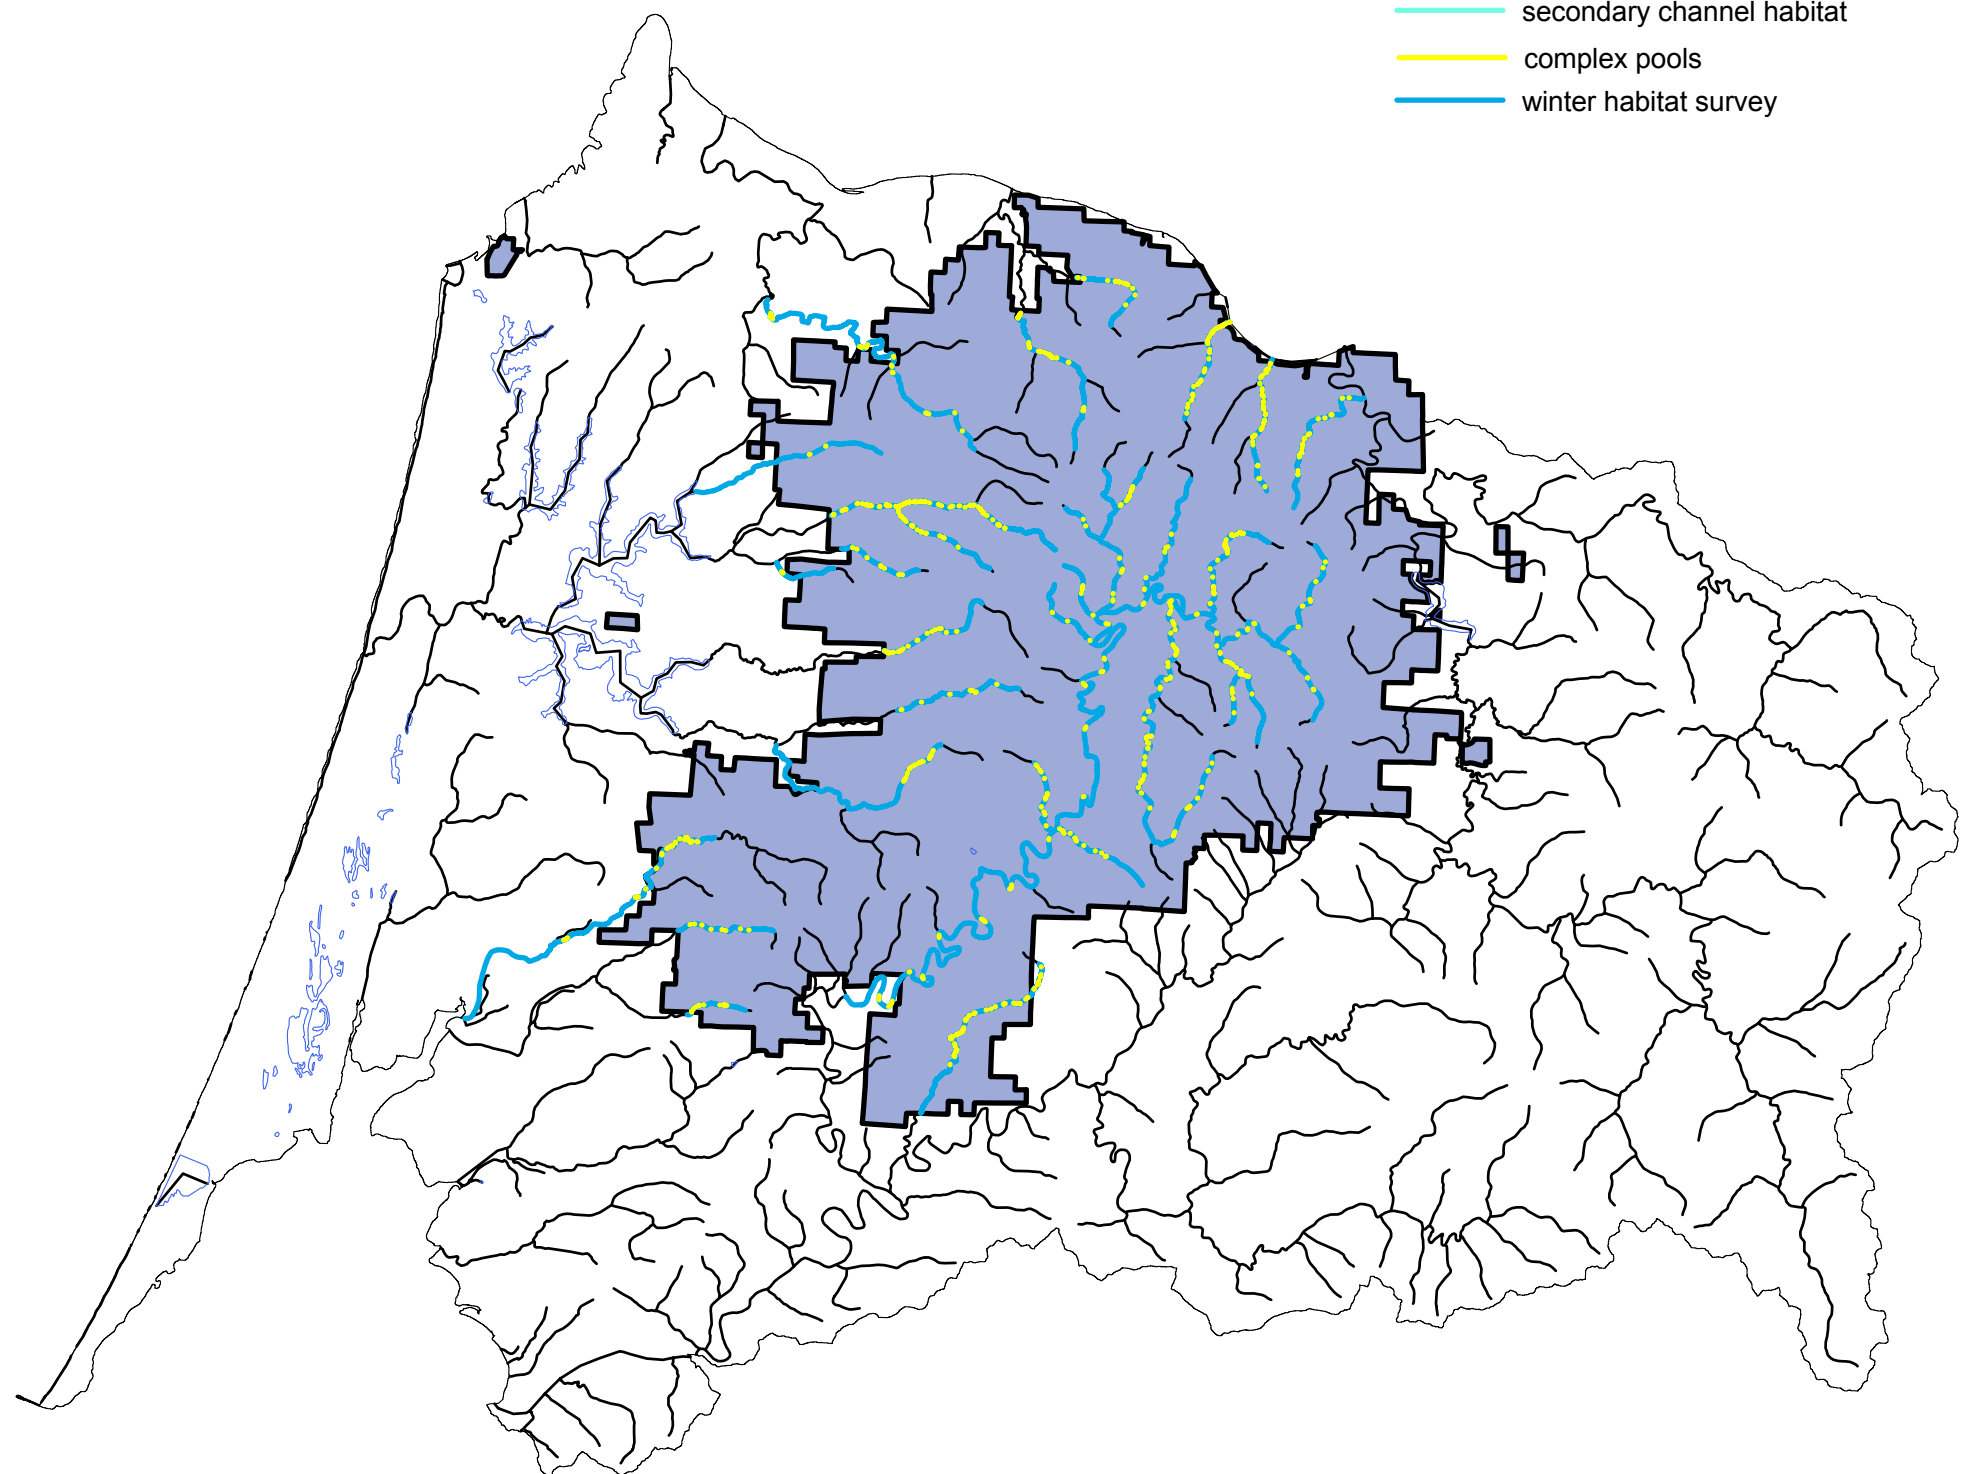 secondary channel habitat
complex pools
winter habitat survey